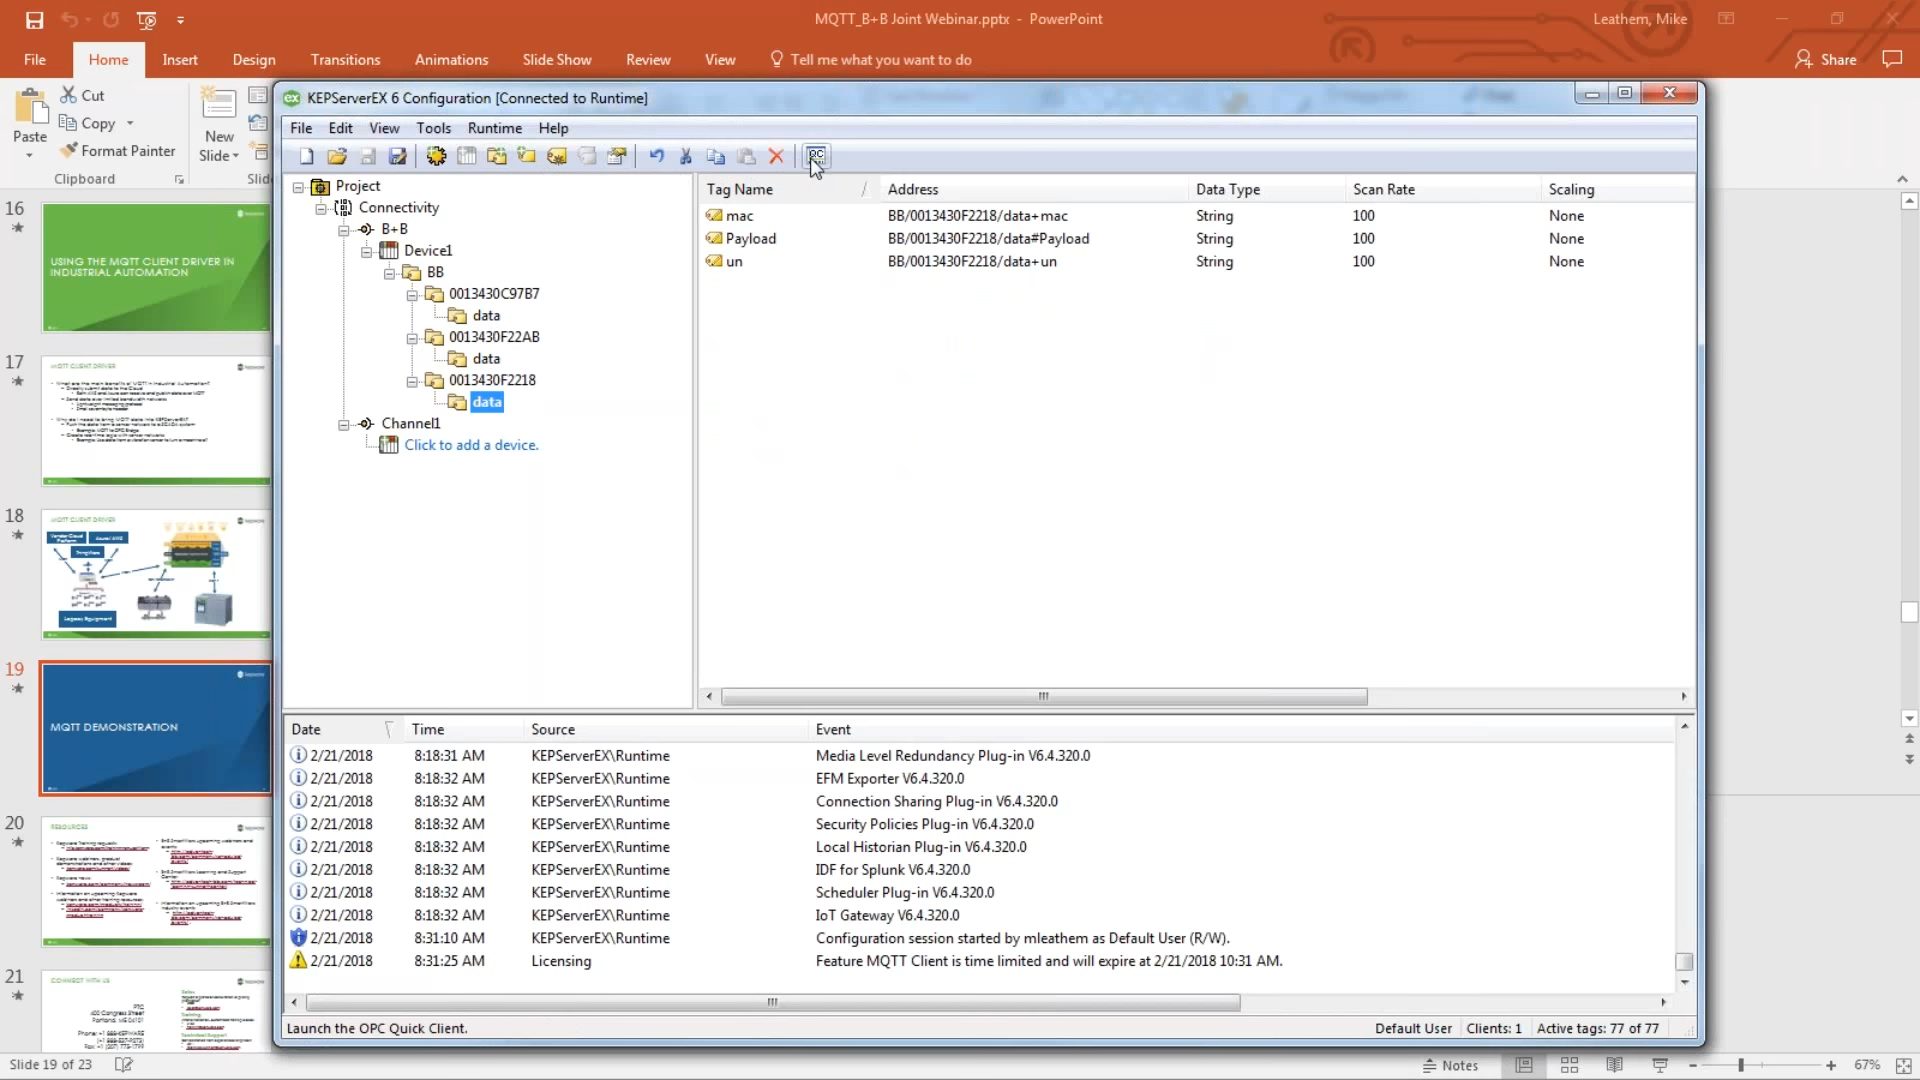 MQTT_B+B Joint Webinar.pptx - PowerPoint
Leathem, Mike
File
Home
Insert
Design
Transitions
Animations
Slide Show
Review
View
Tell me what you want to do
Share
Paste
Cut
Copy
Format Painter
Clipboard
New
Slide
KEPServerEX 6 Configuration [Connected to Runtime]
File Edit View Tools Runtime Help
QC
Project
Connectivity
B+B
Device1
BB
0013430C97B7
data
0013430F22AB
data
0013430F2218
data
Channel1
Click to add a device.
Tag Name Address Data Type Scan Rate Scaling
mac BB/0013430F2218/data+mac String 100 None
Payload BB/0013430F2218/data#Payload String 100 None
un BB/0013430F2218/data+un String 100 None
Date Time Source Event
2/21/2018 8:18:31 AM KEPServerEX\Runtime Media Level Redundancy Plug-in V6.4.320.0
2/21/2018 8:18:32 AM KEPServerEX\Runtime EFM Exporter V6.4.320.0
2/21/2018 8:18:32 AM KEPServerEX\Runtime Connection Sharing Plug-in V6.4.320.0
2/21/2018 8:18:32 AM KEPServerEX\Runtime Security Policies Plug-in V6.4.320.0
2/21/2018 8:18:32 AM KEPServerEX\Runtime Local Historian Plug-in V6.4.320.0
2/21/2018 8:18:32 AM KEPServerEX\Runtime IDF for Splunk V6.4.320.0
2/21/2018 8:18:32 AM KEPServerEX\Runtime Scheduler Plug-in V6.4.320.0
2/21/2018 8:18:32 AM KEPServerEX\Runtime IoT Gateway V6.4.320.0
2/21/2018 8:31:10 AM KEPServerEX\Runtime Configuration session started by mleathem as Default User (R/W).
2/21/2018 8:31:25 AM Licensing Feature MQTT Client is time limited and will expire at 2/21/2018 10:31 AM.
Launch the OPC Quick Client.
Default User Clients: 1 Active tags: 77 of 77
16
USING THE MQTT CLIENT DRIVER IN
INDUSTRIAL AUTOMATION
17
MQTT CLIENT DRIVER
18
MQTT CLIENT DRIVER
Legacy Equipment
19
MQTT DEMONSTRATION
20
RESOURCES
21
CONNECT WITH US
Slide 19 of 23
Notes
67%